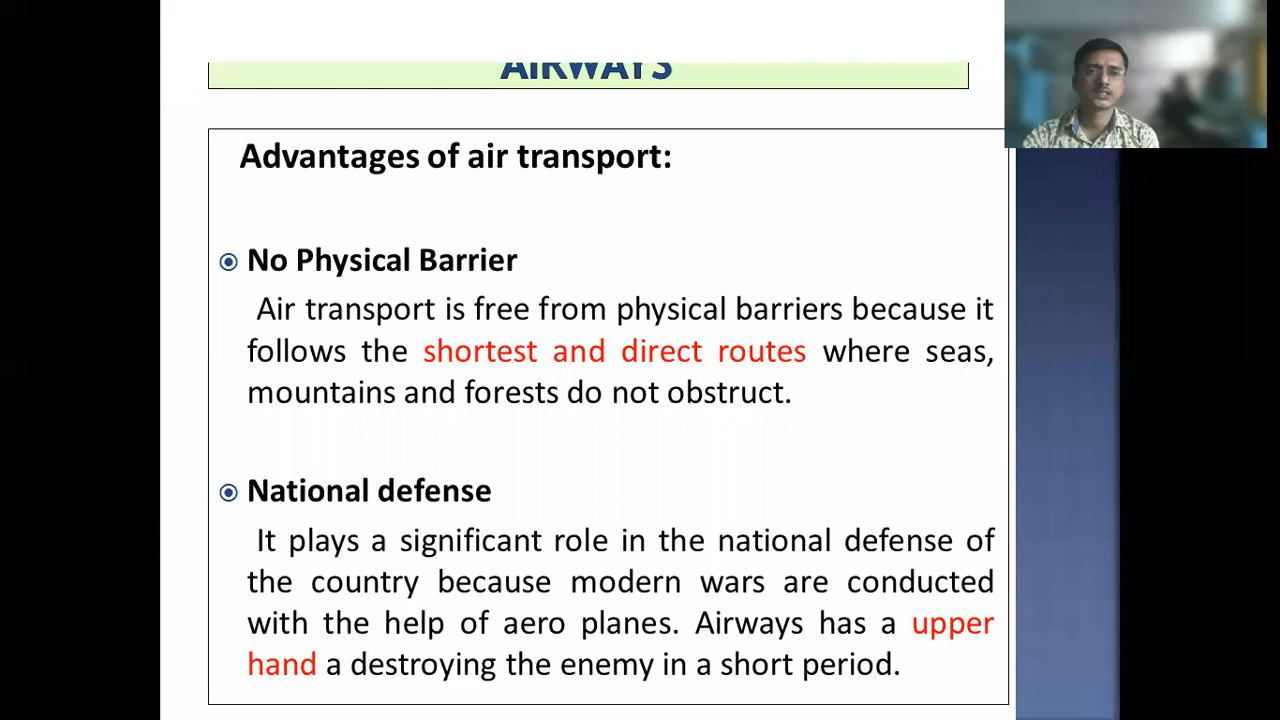 AIRWAYS
Advantages of air transport:
No Physical Barrier
Air transport is free from physical barriers because it
follows the shortest and direct routes where seas,
mountains and forests do not obstruct.
National defense
It plays a significant role in the national defense of
the country because modern wars are conducted
with the help of aero planes. Airways has a upper
hand a destroying the enemy in a short period.